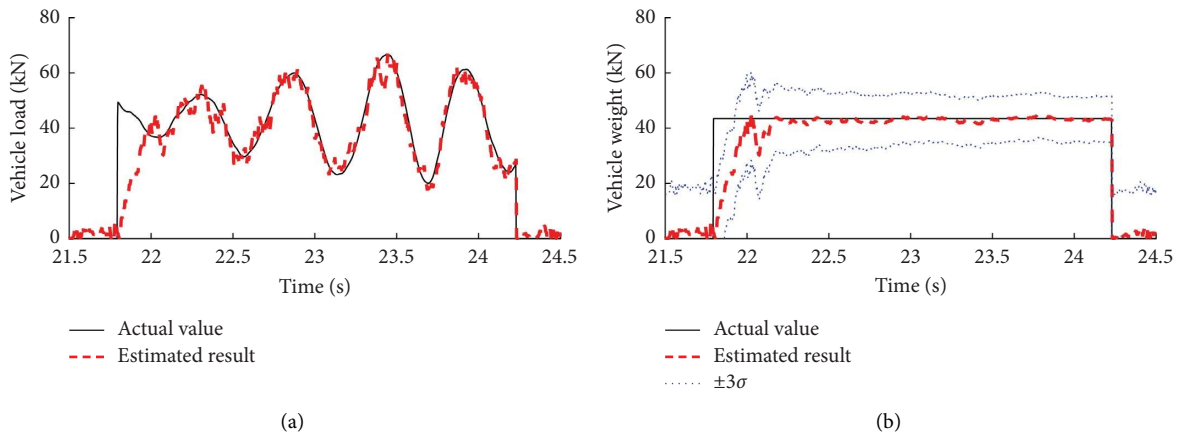 80
60
40
20
0
Vehicle load (kN)
21.5 22 22.5 23 23.5 24 24.5
Time (s)
Actual value
Estimated result
(a)
80
60
40
20
0
Vehicle weight (kN)
21.5 22 22.5 23 23.5 24 24.5
Time (s)
Actual value
Estimated result
±3σ
(b)